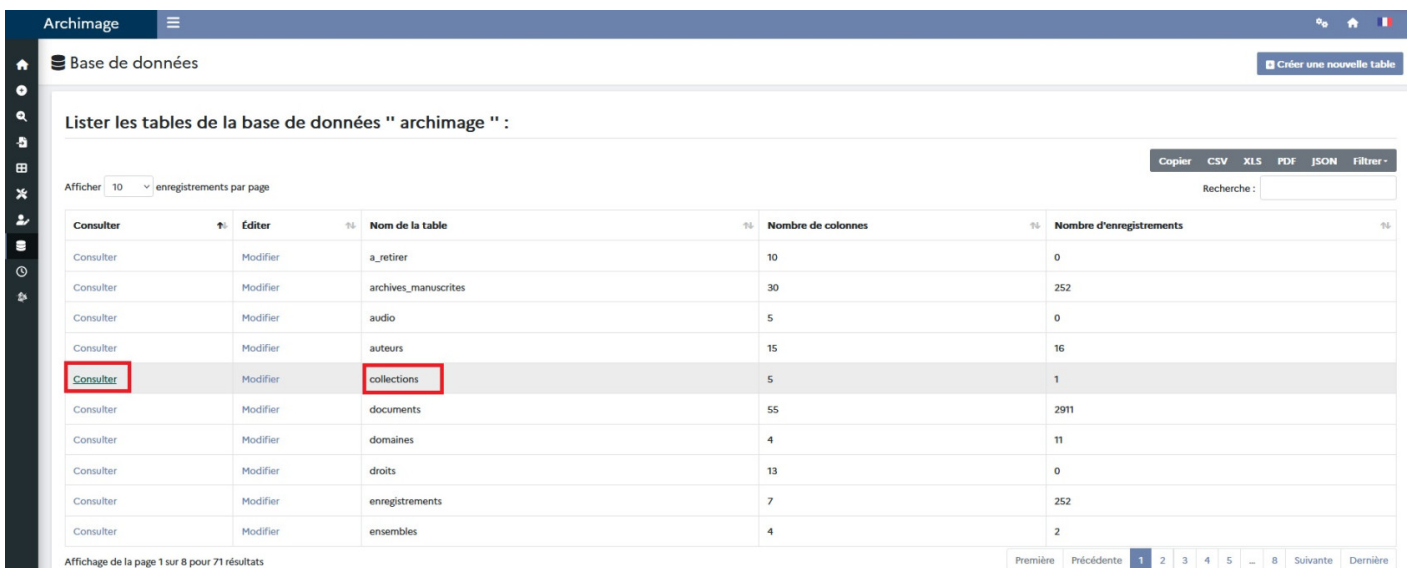 Archimage
Base de données
Créer une nouvelle table
Lister les tables de la base de données '' archimage '' :
Copier CSV XLS PDF JSON Filtrer
Afficher 10 enregistrements par page
Recherche :
Consulter Éditer Nom de la table Nombre de colonnes Nombre d'enregistrements
Consulter Modifier a_retirer 10 0
Consulter Modifier archives_manuscrites 30 252
Consulter Modifier audio 5 0
Consulter Modifier auteurs 15 16
Consulter Modifier collections 5 1
Consulter Modifier documents 55 2911
Consulter Modifier domaines 4 11
Consulter Modifier droits 13 0
Consulter Modifier enregistrements 7 252
Consulter Modifier ensembles 4 2
Affichage de la page 1 sur 8 pour 71 résultats
Première Précédente 1 2 3 4 5 ... 8 Suivante Dernière